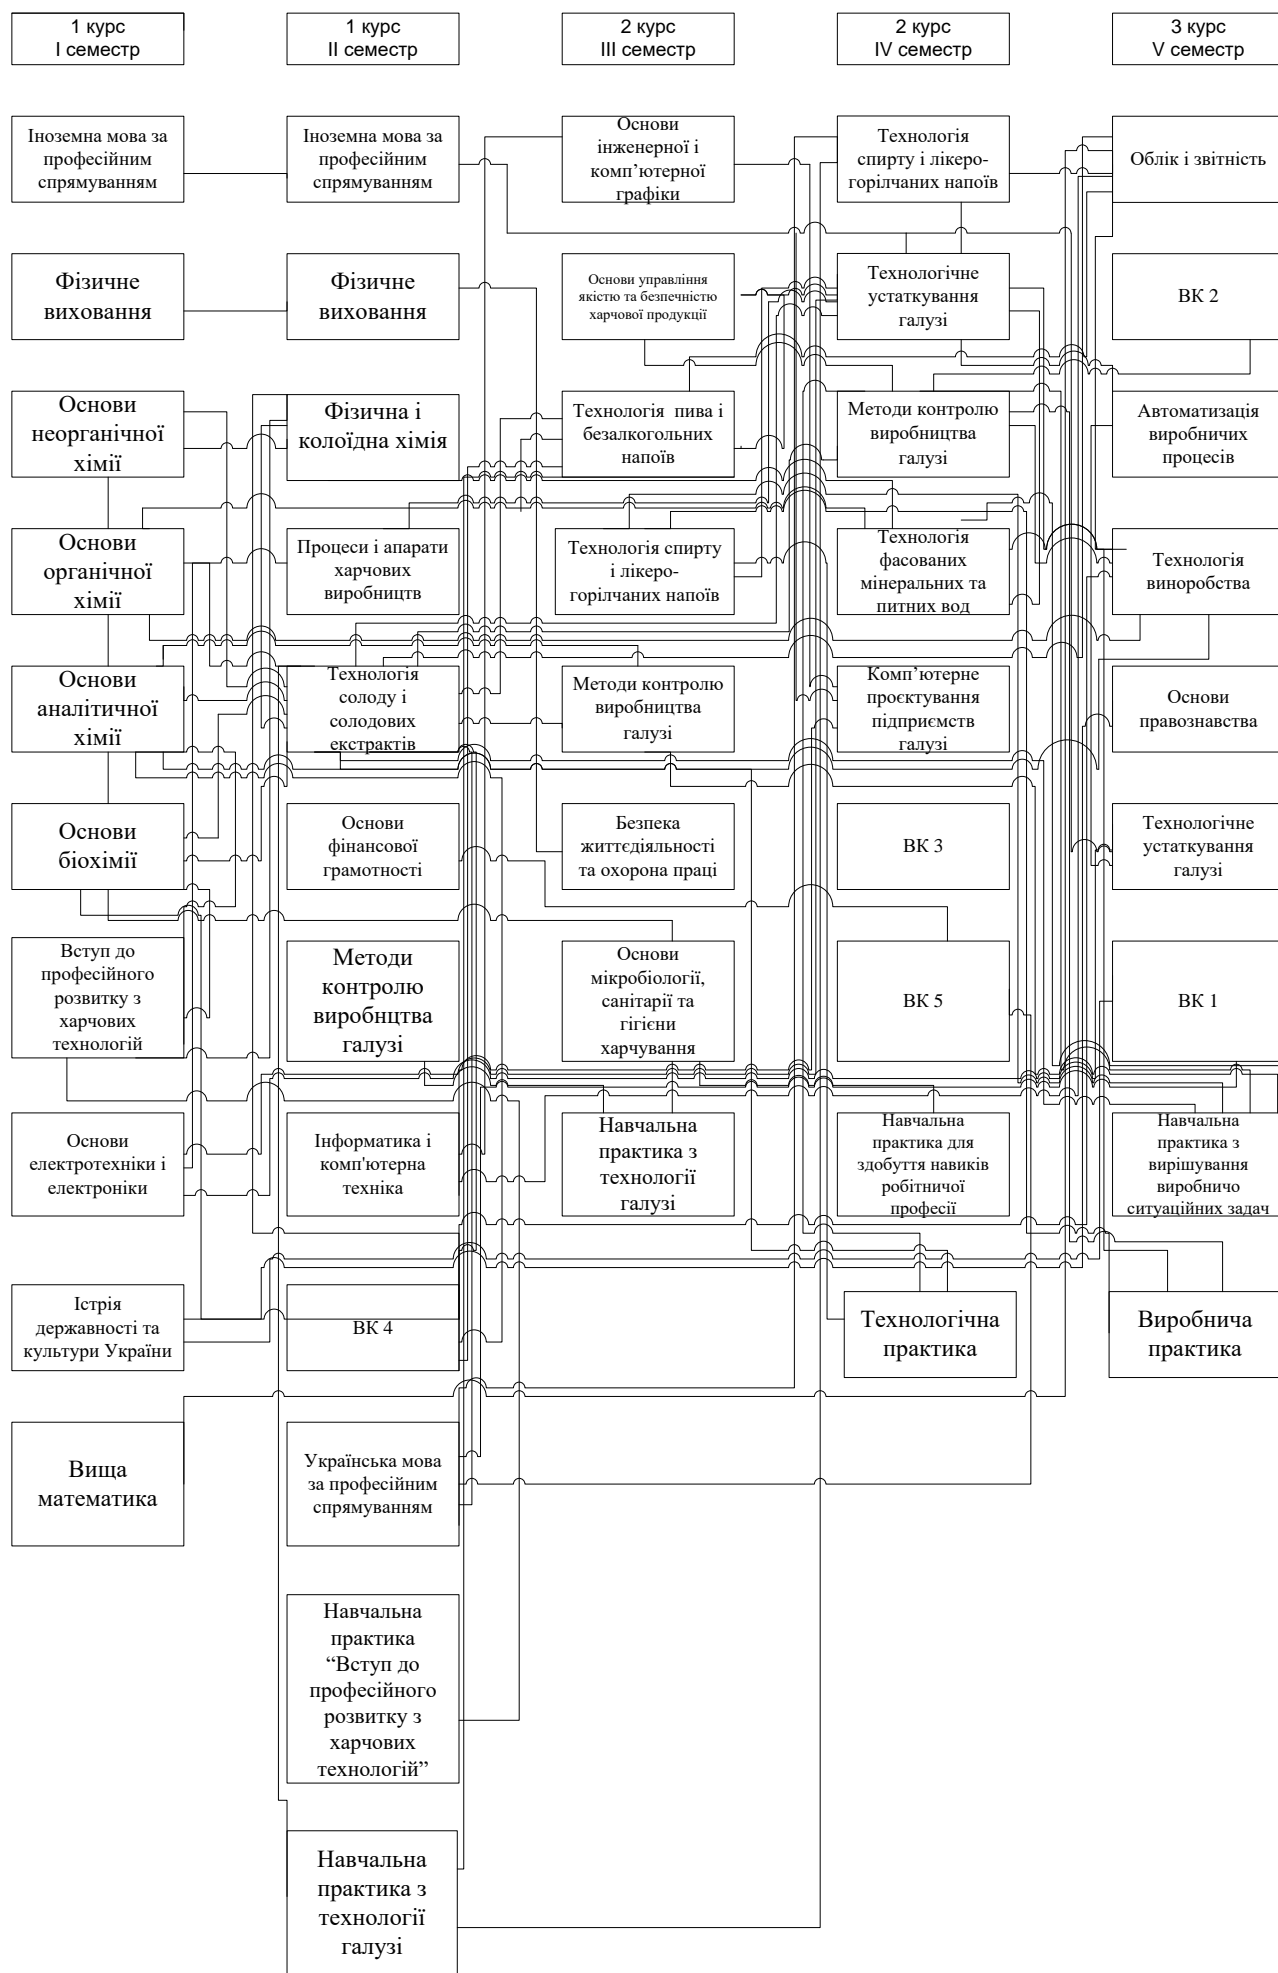 1 курс
I семестр
1 курс
II семестр
2 курс
III семестр
2 курс
IV семестр
3 курс
V семестр
Іноземна мова за
професійним
спрямуванням
Іноземна мова за
професійним
спрямуванням
Основи
інженерної і
комп’ютерної
графіки
Технологія
спирту і лікеро-
горілчаних напоїв
Облік і звітність
Фізичне
виховання
Фізичне
виховання
Основи управління
якістю та безпечністю
харчової продукції
Технологічне
устаткування
галузі
ВК 2
Основи
неорганічної
хімії
Фізична і
колоїдна хімія
Технологія пива і
безалкогольних
напоїв
Методи контролю
виробництва
галузі
Автоматизація
виробничих
процесів
Основи
органічної
хімії
Процеси і апарати
харчових
виробництв
Технологія спирту
і лікеро-
горілчаних напоїв
Технологія
фасованих
мінеральних та
питних вод
Технологія
виноробства
Основи
аналітичної
хімії
Технологія
солоду і
солодових
екстрактів
Методи контролю
виробництва
галузі
Комп’ютерне
проєктування
підприємств
галузі
Основи
правознавства
Основи
біохімії
Основи
фінансової
грамотності
Безпека
життєдіяльності
та охорона праці
ВК 3
Технологічне
устаткування
галузі
Вступ до
професійного
розвитку з
харчових
технологій
Методи
контролю
виробнцтва
галузі
Основи
мікробіології,
санітарії та
гігієни
харчування
ВК 5
ВК 1
Основи
електротехніки і
електроніки
Інформатика і
комп'ютерна
техніка
Навчальна
практика з
технології
галузі
Навчальна
практика для
здобуття навиків
робітничої
професії
Навчальна
практика з
вирішування
виробничо
ситуаційних задач
Істрія
державності та
культури України
ВК 4
Технологічна
практика
Виробнича
практика
Вища
математика
Українська мова
за професійним
спрямуванням
Навчальна
практика
“Вступ до
професійного
розвитку з
харчових
технологій”
Навчальна
практика з
технології
галузі